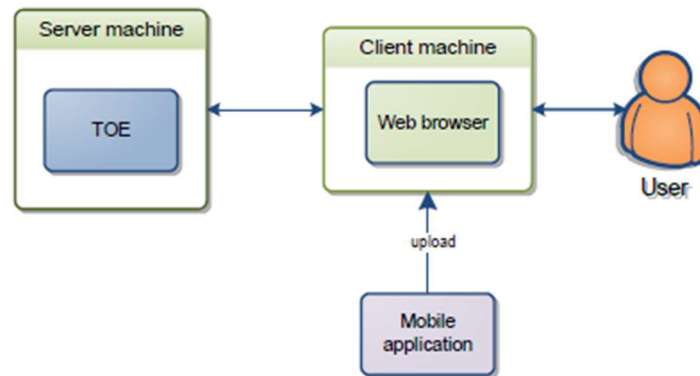 Server machine
TOE
Client machine
Web browser
User
upload
Mobile
application